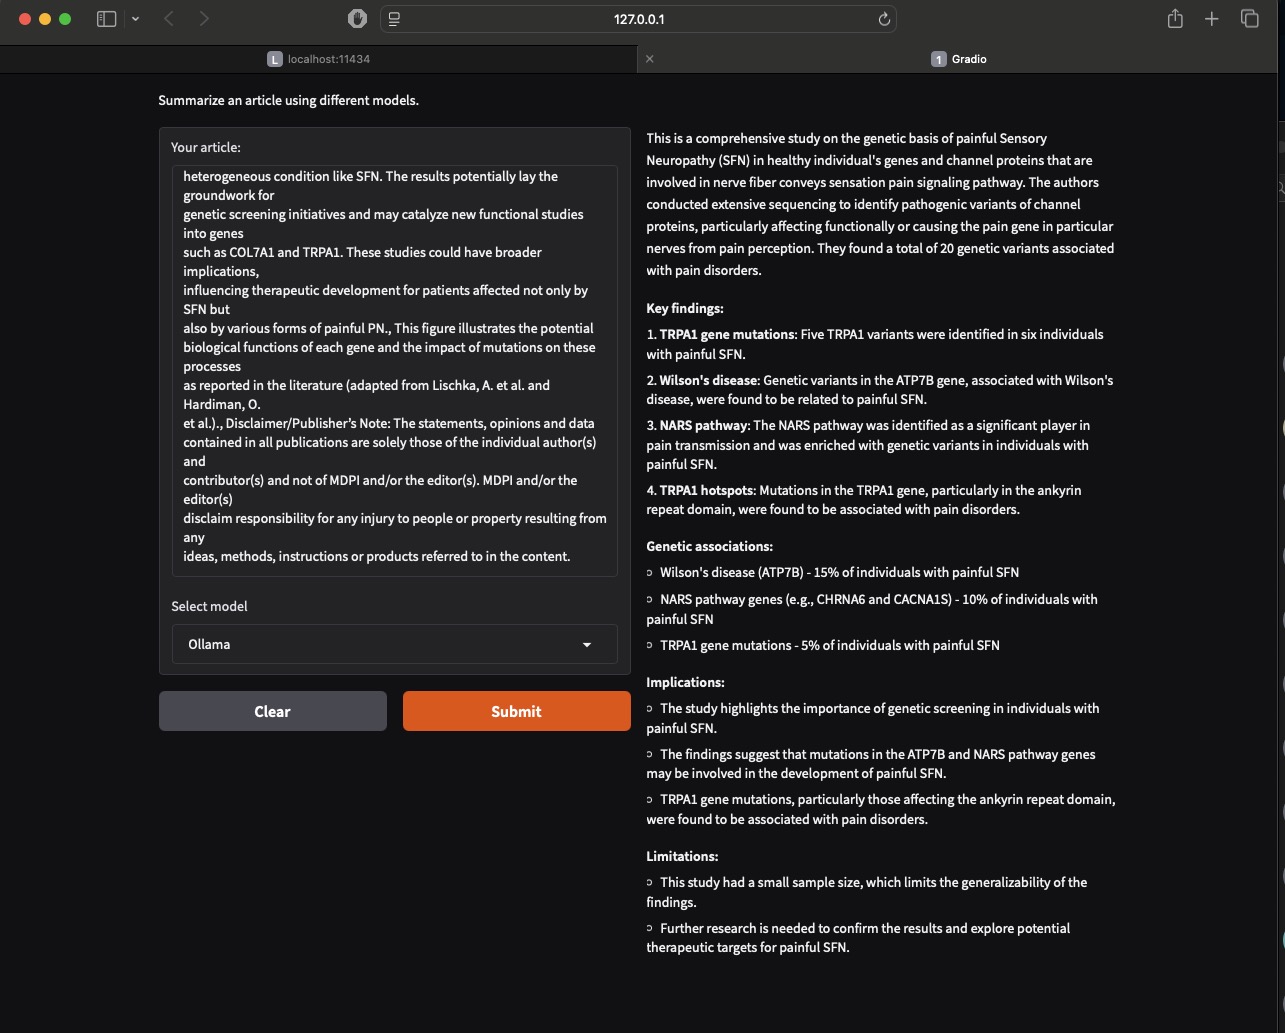 127.0.0.1
L localhost:11434
1 Gradio
Summarize an article using different models.
Your article:
heterogeneous condition like SFN. The results potentially lay the
groundwork for
genetic screening initiatives and may catalyze new functional studies
into genes
such as COL7A1 and TRPA1. These studies could have broader
implications,
influencing therapeutic development for patients affected not only by
SFN but
also by various forms of painful PN., This figure illustrates the potential
biological functions of each gene and the impact of mutations on these
processes
as reported in the literature (adapted from Lischka, A. et al. and
Hardiman, O.
et al.)., Disclaimer/Publisher’s Note: The statements, opinions and data
contained in all publications are solely those of the individual author(s)
and
contributor(s) and not of MDPI and/or the editor(s). MDPI and/or the
editor(s)
disclaim responsibility for any injury to people or property resulting from
any
ideas, methods, instructions or products referred to in the content.
Select model
Ollama
Clear
Submit
This is a comprehensive study on the genetic basis of painful Sensory
Neuropathy (SFN) in healthy individual's genes and channel proteins that are
involved in nerve fiber conveys sensation pain signaling pathway. The authors
conducted extensive sequencing to identify pathogenic variants of channel
proteins, particularly affecting functionally or causing the pain gene in particular
nerves from pain perception. They found a total of 20 genetic variants associated
with pain disorders.
Key findings:
1. TRPA1 gene mutations: Five TRPA1 variants were identified in six individuals
with painful SFN.
2. Wilson's disease: Genetic variants in the ATP7B gene, associated with Wilson's
disease, were found to be related to painful SFN.
3. NARS pathway: The NARS pathway was identified as a significant player in
pain transmission and was enriched with genetic variants in individuals with
painful SFN.
4. TRPA1 hotspots: Mutations in the TRPA1 gene, particularly in the ankyrin
repeat domain, were found to be associated with pain disorders.
Genetic associations:
Wilson's disease (ATP7B) - 15% of individuals with painful SFN
NARS pathway genes (e.g., CHRNA6 and CACNA1S) - 10% of individuals with
painful SFN
TRPA1 gene mutations - 5% of individuals with painful SFN
Implications:
The study highlights the importance of genetic screening in individuals with
painful SFN.
The findings suggest that mutations in the ATP7B and NARS pathway genes
may be involved in the development of painful SFN.
TRPA1 gene mutations, particularly those affecting the ankyrin repeat domain,
were found to be associated with pain disorders.
Limitations:
This study had a small sample size, which limits the generalizability of the
findings.
Further research is needed to confirm the results and explore potential
therapeutic targets for painful SFN.